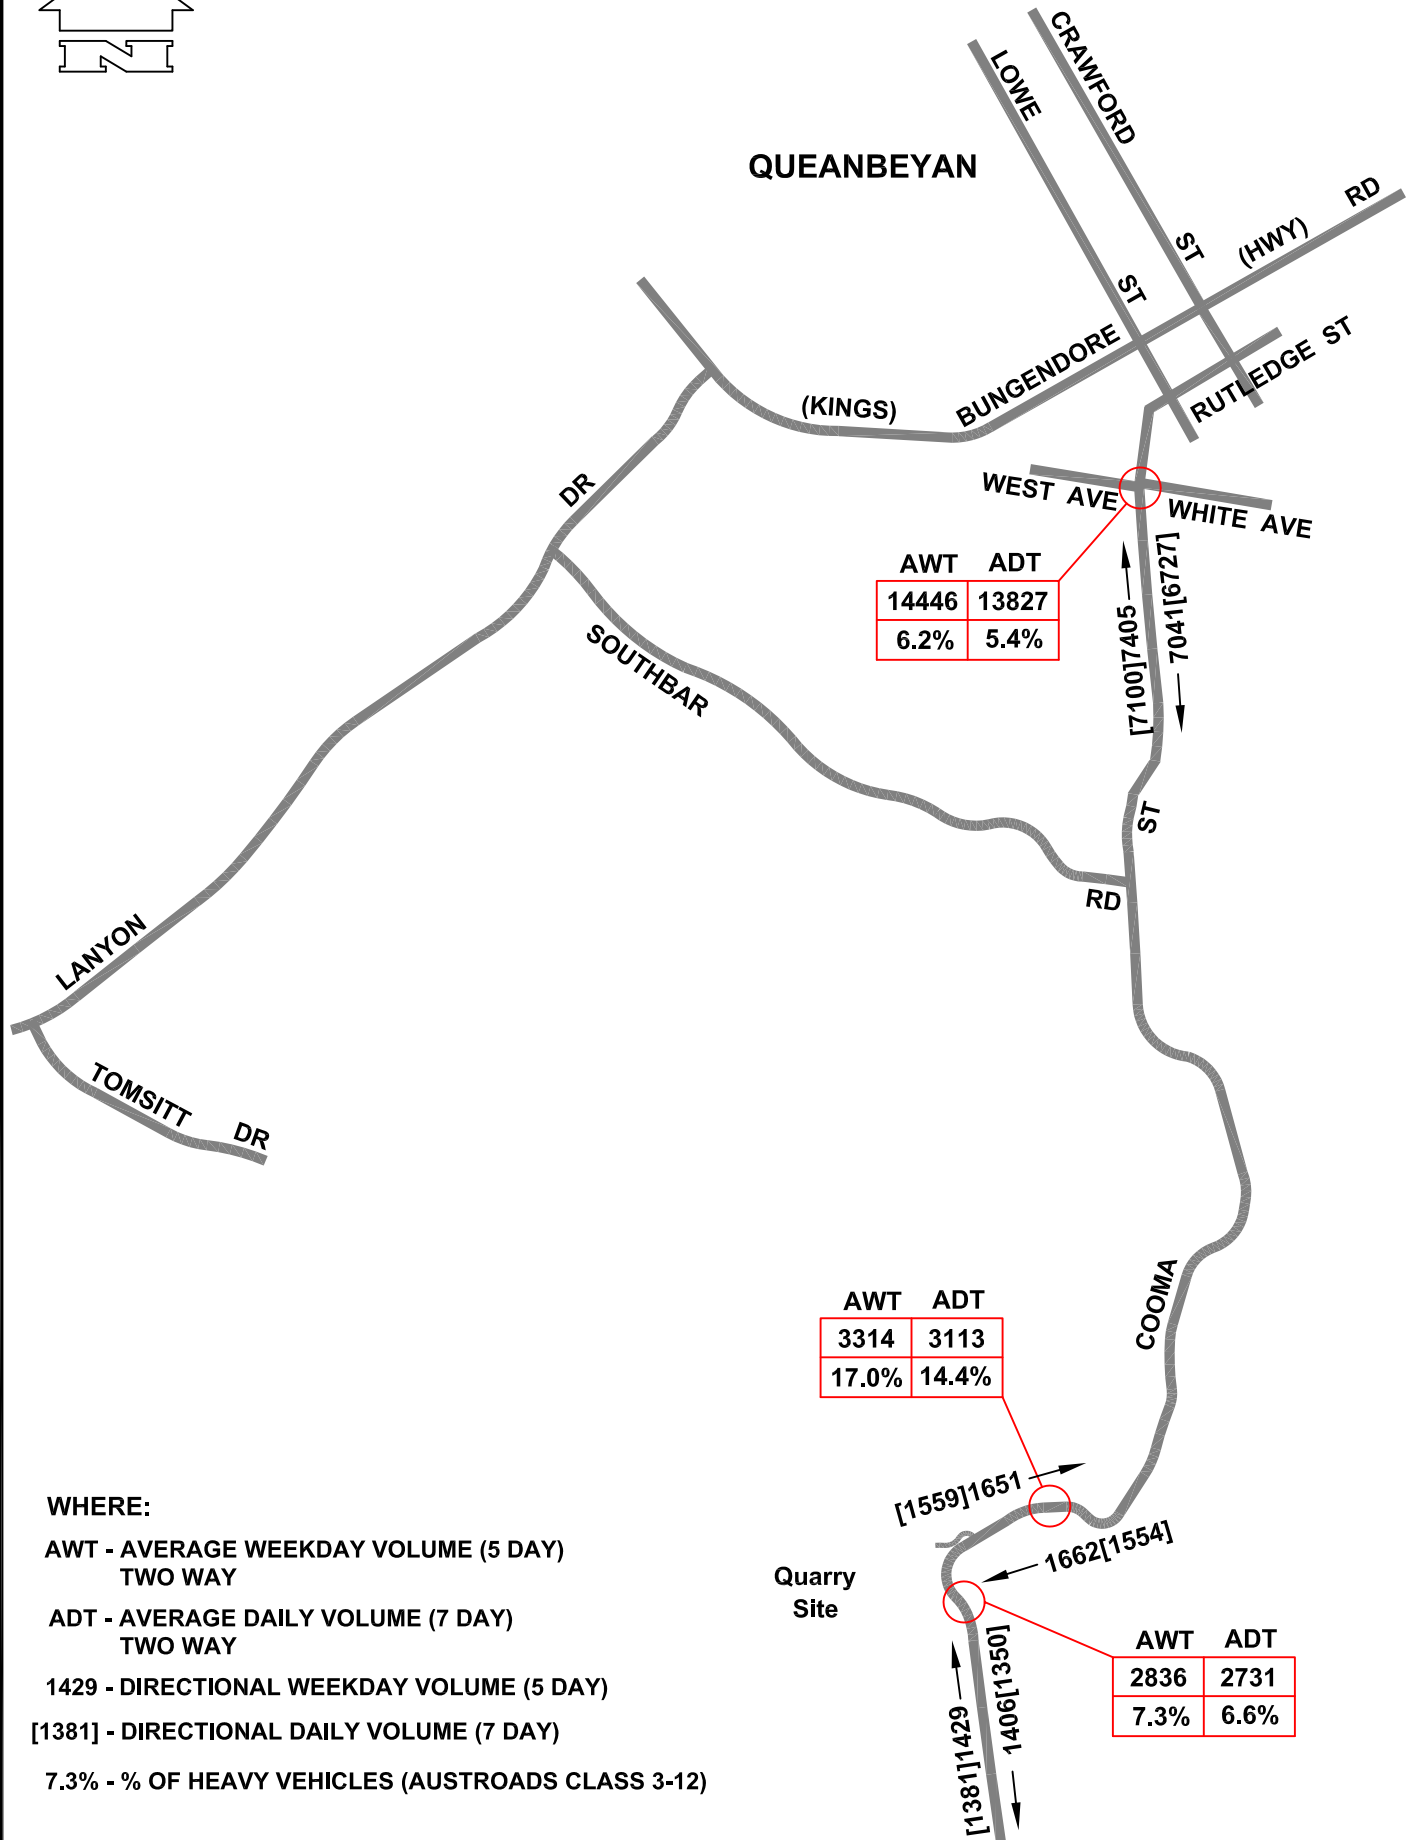 N
CRAWFORD ST
LOWE ST
QUEANBEYAN
(KINGS) BUNGENDORE (HWY) RD
RUTLEDGE ST
WEST AVE
WHITE AVE
DR
AWT ADT
14446 13827
6.2% 5.4%
[7100]7405
7041[6727]
SOUTHBAR
ST
RD
LANYON
TOMSITT DR
COOMA
AWT ADT
3314 3113
17.0% 14.4%
[1559]1651
1662[1554]
Quarry
Site
AWT ADT
2836 2731
7.3% 6.6%
[1381]1429
1406[1350]
WHERE:
AWT - AVERAGE WEEKDAY VOLUME (5 DAY)
TWO WAY
ADT - AVERAGE DAILY VOLUME (7 DAY)
TWO WAY
1429 - DIRECTIONAL WEEKDAY VOLUME (5 DAY)
[1381] - DIRECTIONAL DAILY VOLUME (7 DAY)
7.3% - % OF HEAVY VEHICLES (AUSTROADS CLASS 3-12)